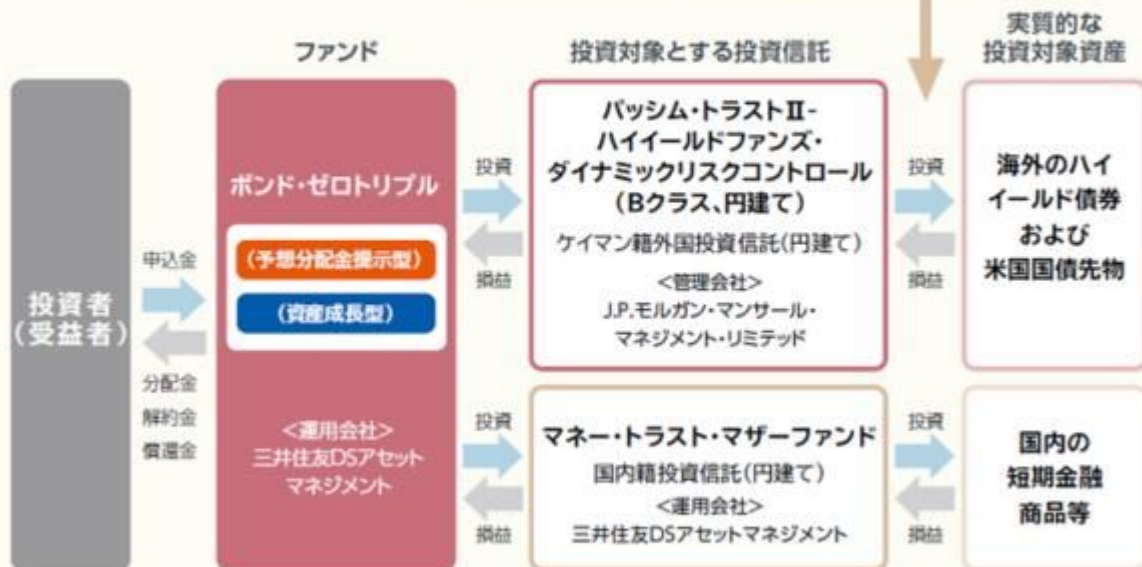 ファンド
投資対象とする投資信託
実質的な
投資対象資産
投資者
(受益者)
申込金
分配金
解約金
償還金
ボンド・ゼロトリプル
(予想分配金提示型)
(資産成長型)
<運用会社>
三井住友DSアセット
マネジメント
投資
損益
投資
損益
パッシム・トラストⅡ-
ハイイールドファンズ・
ダイナミックリスクコントロール
(Bクラス、円建て)
ケイマン籍外国投資信託(円建て)
<管理会社>
J.P.モルガン・マンサール・
マネジメント・リミテッド
マネー・トラスト・マザーファンド
国内籍投資信託(円建て)
<運用会社>
三井住友DSアセットマネジメント
投資
損益
投資
損益
海外のハイ
イールド債券
および
米国国債先物
国内の
短期金融
商品等